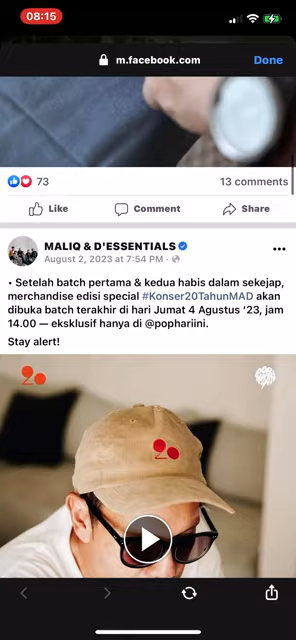 08:15
m.facebook.com
Done
73
13 comments
Like
Comment
Share
MALIQ & D'ESSENTIALS
August 2, 2023 at 7:54 PM ·
• Setelah batch pertama & kedua habis dalam sekejap,
merchandise edisi special #Konser20TahunMAD akan
dibuka batch terakhir di hari Jumat 4 Agustus '23, jam
14.00 — eksklusif hanya di @pophariini.
Stay alert!
20
20